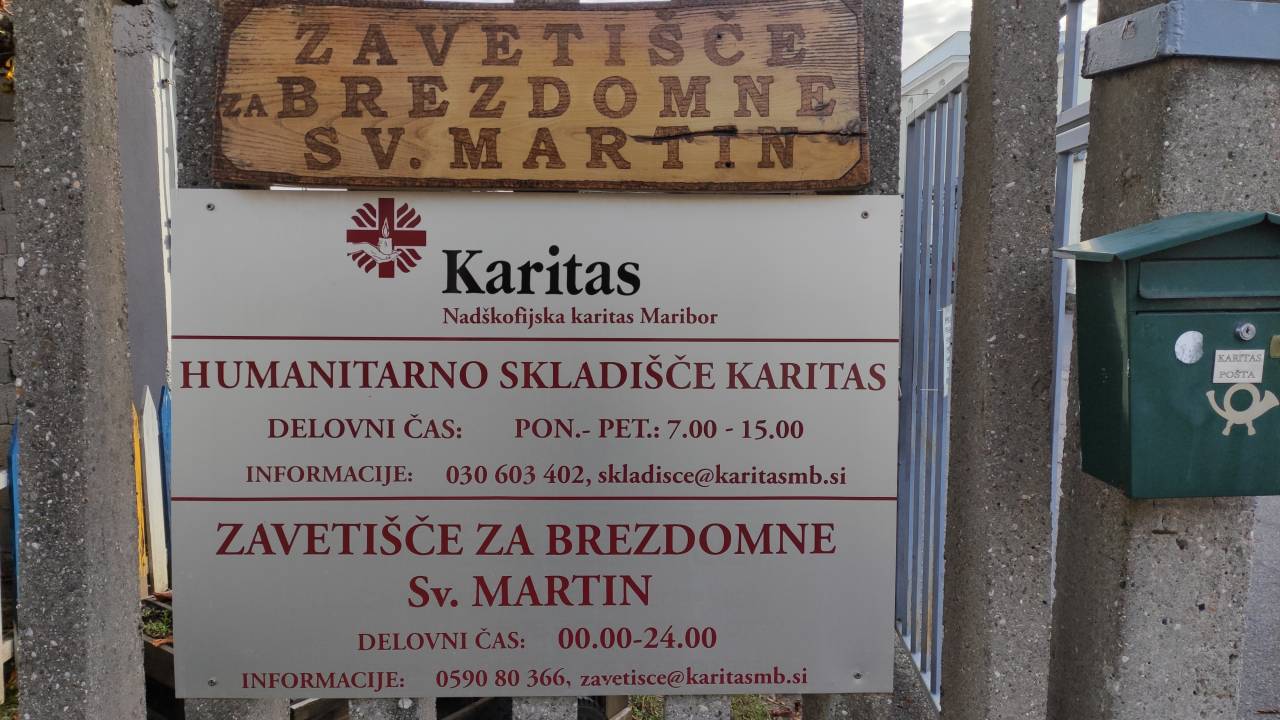 ZAVETIŠČE
ZA BREZDOMNE
SV. MARTIN
Karitas
Nadškofijska karitas Maribor
HUMANITARNO SKLADIŠČE KARITAS
DELOVNI ČAS: PON.- PET.: 7.00 - 15.00
INFORMACIJE: 030 603 402, skladisce@karitasmb.si
ZAVETIŠČE ZA BREZDOMNE
Sv. MARTIN
DELOVNI ČAS: 00.00-24.00
INFORMACIJE: 0590 80 366, zavetisce@karitasmb.si
KARITAS
POŠTA